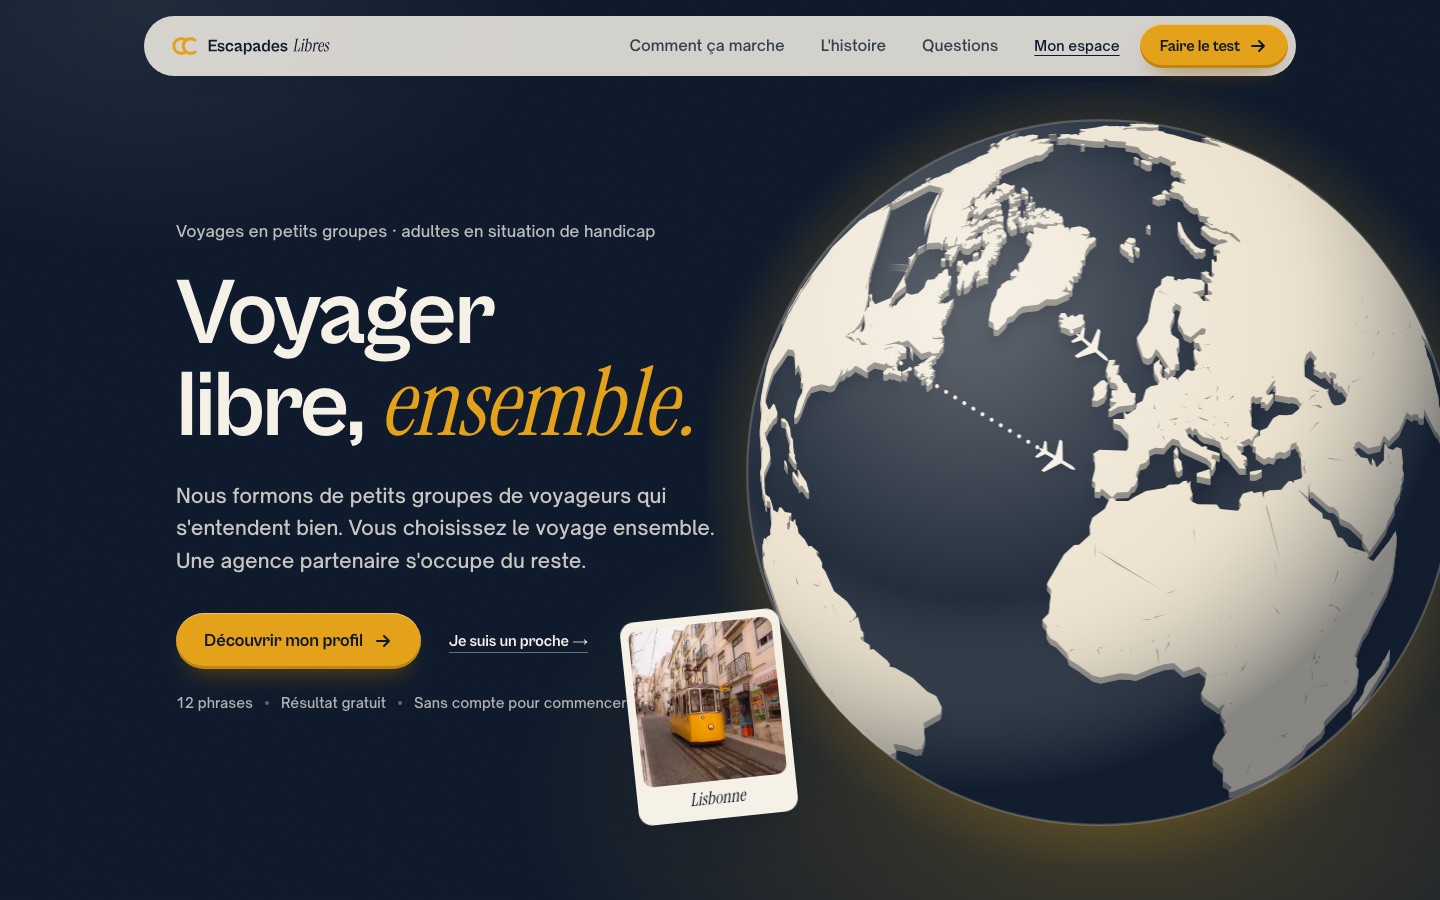 Escapades Libres
Comment ça marche
L'histoire
Questions
Mon espace
Faire le test →
Voyages en petits groupes · adultes en situation de handicap
Voyager
libre, ensemble.
Nous formons de petits groupes de voyageurs qui
s'entendent bien. Vous choisissez le voyage ensemble.
Une agence partenaire s'occupe du reste.
Découvrir mon profil →
Je suis un proche →
12 phrases • Résultat gratuit • Sans compte pour commencer
Lisbonne